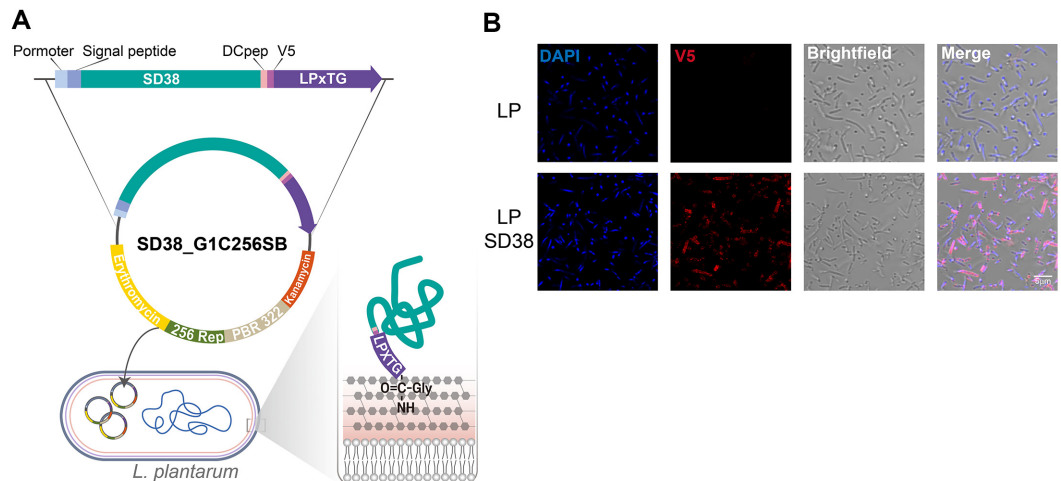 A
Pormoter
Signal peptide
DCpep
V5
SD38
LPxTG
SD38_G1C256SB
Erythromycin
256 Rep
PBR 322
Kanamycin
LPXTG
O=C-Gly
NH
L. plantarum
B
DAPI
V5
Brightfield
Merge
LP
LP
SD38
5μm